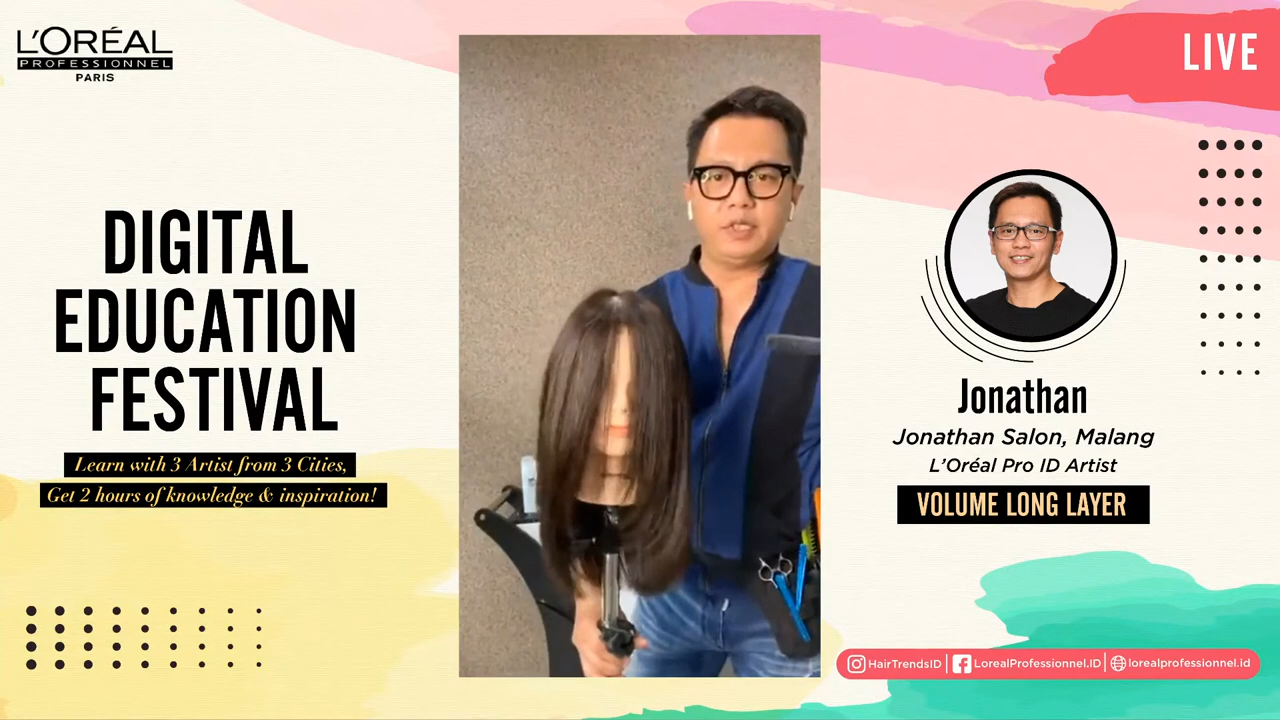 L'ORÉAL
PROFESSIONNEL
PARIS
LIVE
DIGITAL
EDUCATION
FESTIVAL
Learn with 3 Artist from 3 Cities,
Get 2 hours of knowledge & inspiration!
Jonathan
Jonathan Salon, Malang
L'Oréal Pro ID Artist
VOLUME LONG LAYER
HairTrendsID | LorealProfessionnel.ID | lorealprofessionnel.id